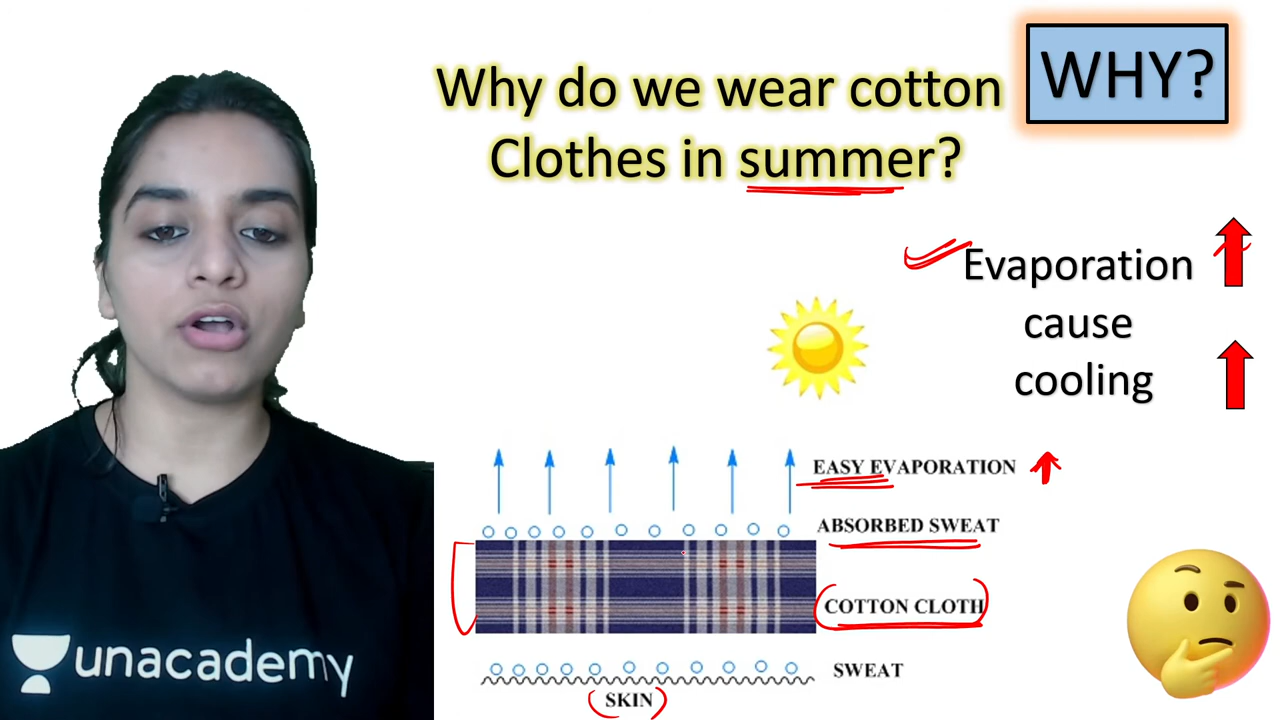 Why do we wear cotton
Clothes in summer?
WHY?
Evaporation
cause
cooling
EASY EVAPORATION
ABSORBED SWEAT
COTTON CLOTH
SWEAT
SKIN
unacademy